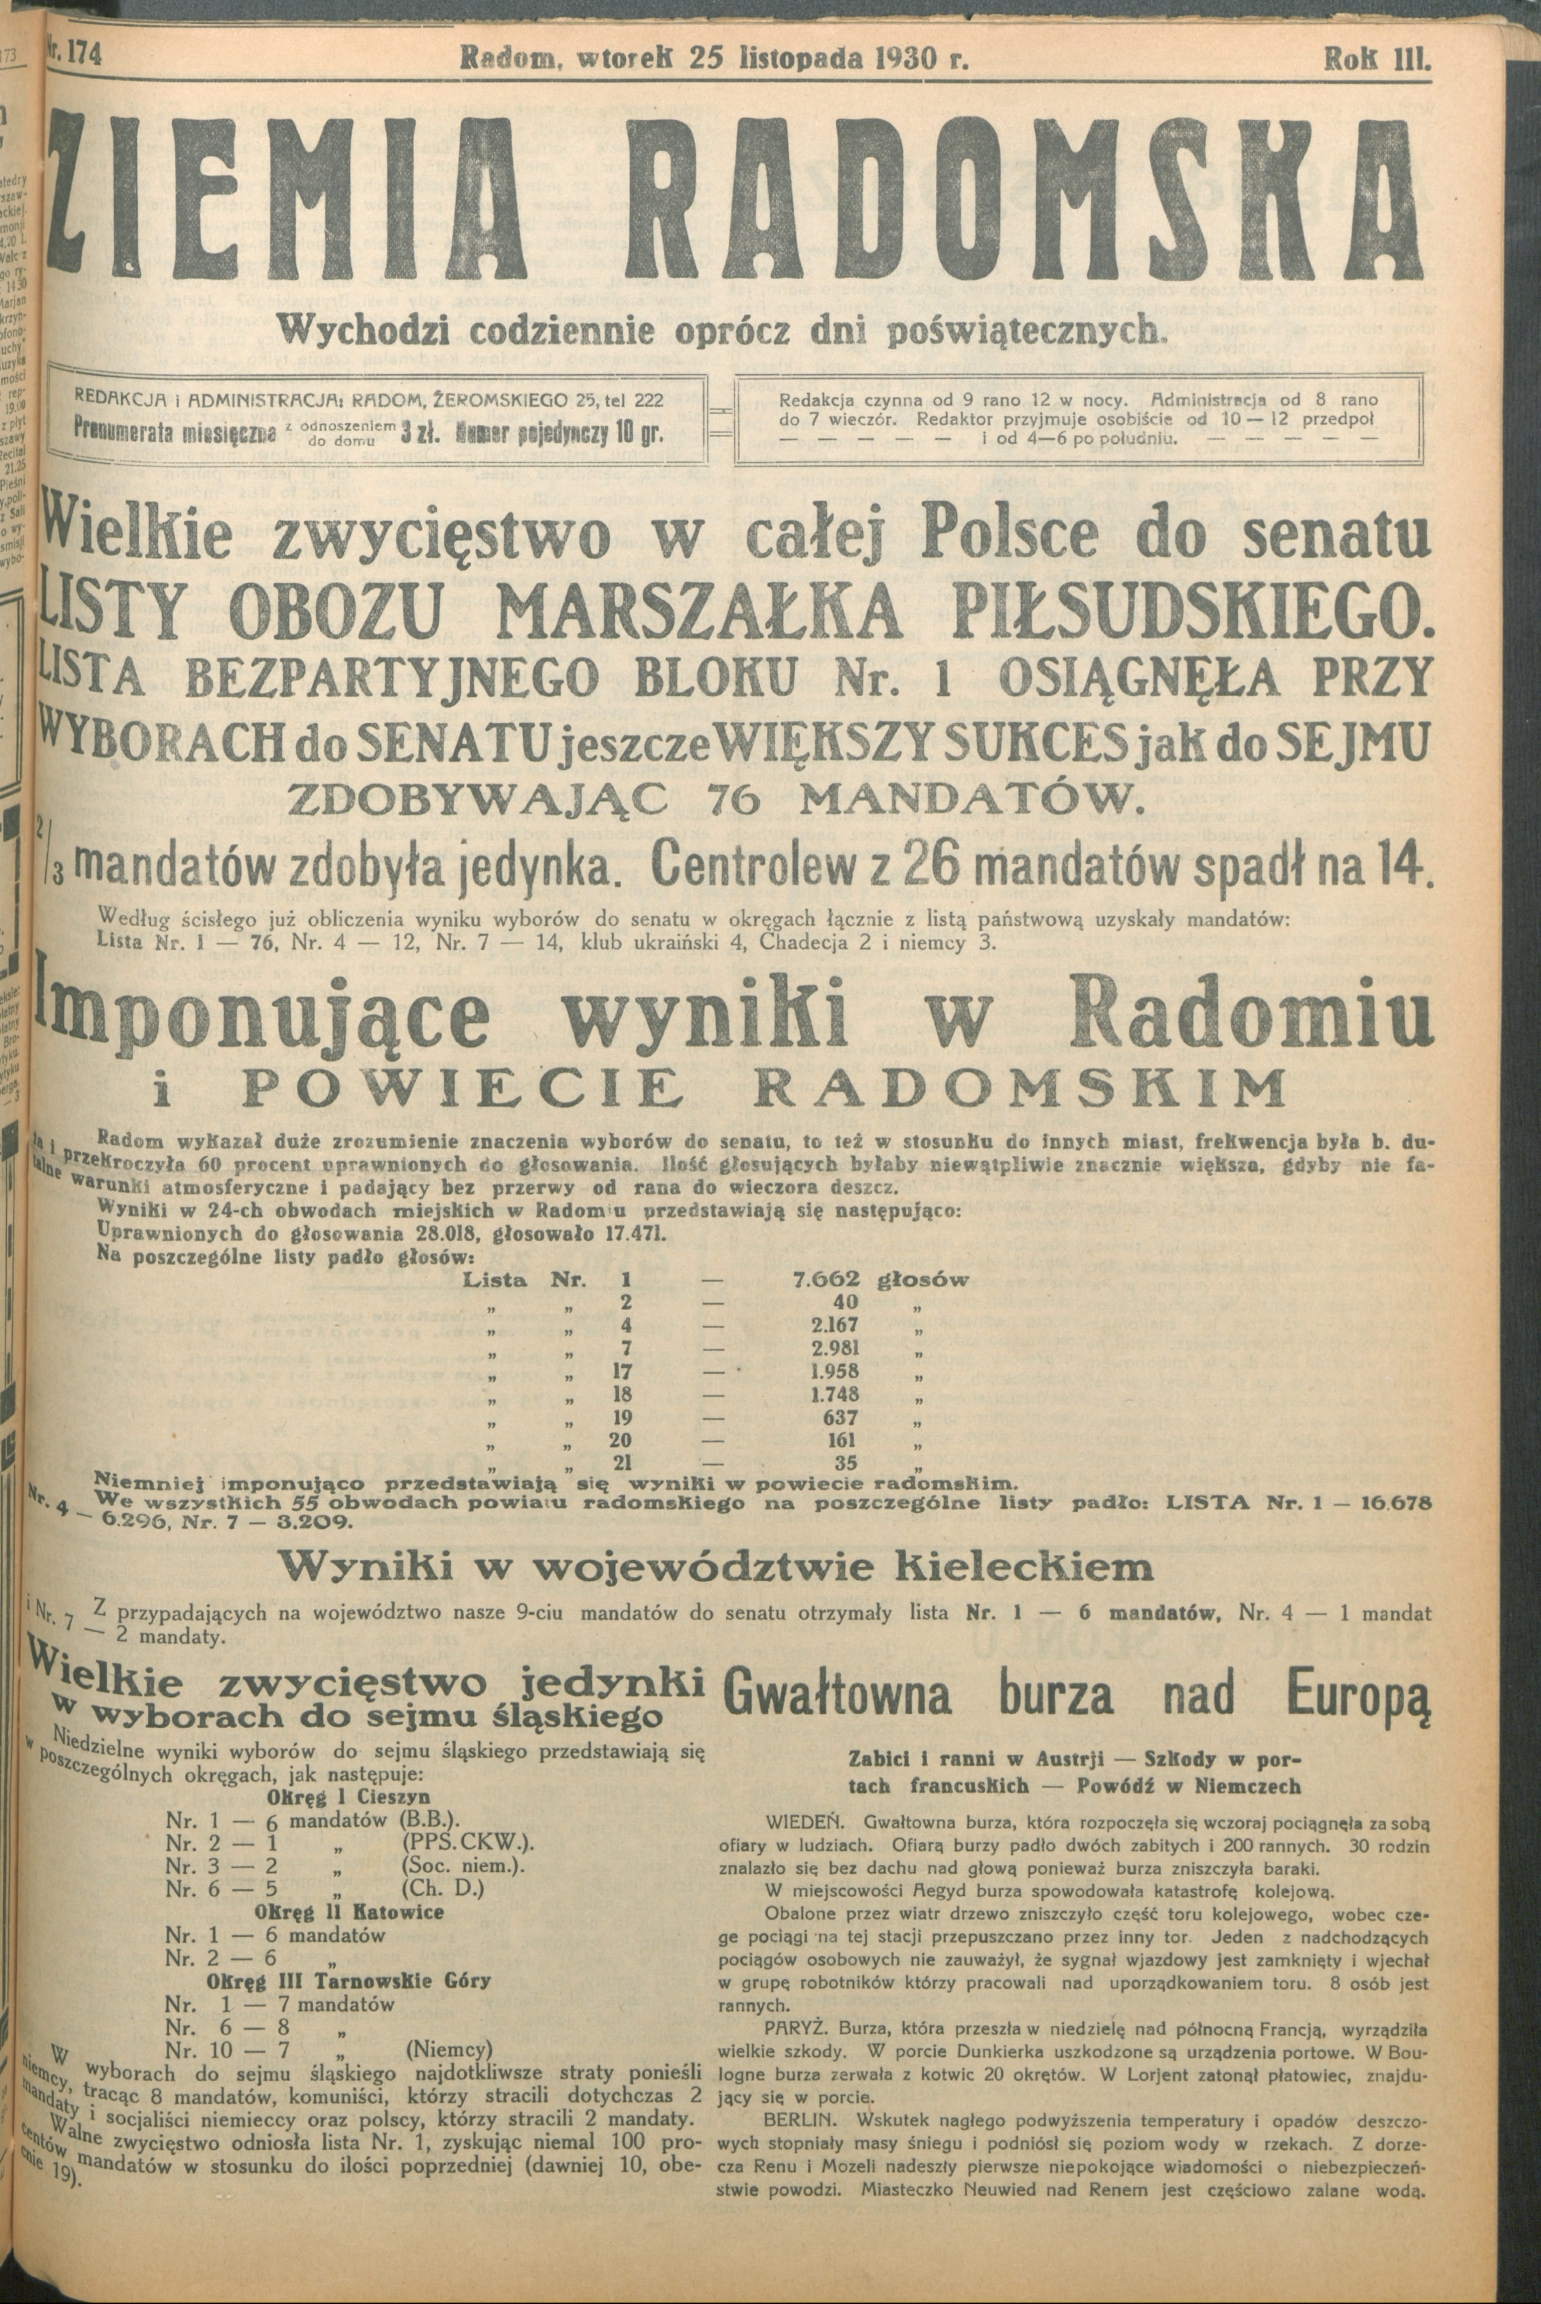 Nr. 174
Radom, wtorek 25 listopada 1930 r.
Rok III.
ZIEMIA RADOMSKA
Wychodzi codziennie oprócz dni poświątecznych.
REDAKCJA i ADMINISTRACJA: RADOM, ŻEROMSKIEGO 25, tel 222
Prenumerata miesięczna z odnoszeniem do domu 3 zł. Numer pojedynczy 10 gr.
Redakcja czynna od 9 rano 12 w nocy. Administracja od 8 rano
do 7 wieczór. Redaktor przyjmuje osobiście od 10 — 12 przedpoł
— — — — — i od 4—6 po południu. — — — — —
Wielkie zwycięstwo w całej Polsce do senatu
LISTY OBOZU MARSZAŁKA PIŁSUDSKIEGO.
LISTA BEZPARTYJNEGO BLOKU Nr. 1 OSIĄGNĘŁA PRZY
WYBORACH do SENATU jeszcze WIĘKSZY SUKCES jak do SEJMU
ZDOBYWAJĄC 76 MANDATÓW.
2/3 mandatów zdobyła jedynka. Centrolew z 26 mandatów spadł na 14.
Według ścisłego już obliczenia wyniku wyborów do senatu w okręgach łącznie z listą państwową uzyskały mandatów:
Lista Nr. 1 — 76, Nr. 4 — 12, Nr. 7 — 14, klub ukraiński 4, Chadecja 2 i niemcy 3.
Imponujące wyniki w Radomiu
i POWIECIE RADOMSKIM
Radom wykazał duże zrozumienie znaczenia wyborów do senatu, to też w stosunku do innych miast, frekwencja była b. du-
ża i przekroczyła 60 procent uprawnionych do głosowania. Ilość głosujących byłaby niewątpliwie znacznie większa, gdyby nie fa-
talne warunki atmosferyczne i padający bez przerwy od rana do wieczora deszcz.
Wyniki w 24-ch obwodach miejskich w Radomiu przedstawiają się następująco:
Uprawnionych do głosowania 28.018, głosowało 17.471.
Na poszczególne listy padło głosów:
Lista Nr. 1 — 7.662 głosów
„ „ 2 — 40 „
„ „ 4 — 2.167 „
„ „ 7 — 2.981 „
„ „ 17 — 1.958 „
„ „ 18 — 1.748 „
„ „ 19 — 637 „
„ „ 20 — 161 „
„ „ 21 — 35 „
Niemniej imponująco przedstawiają się wyniki w powiecie radomskim.
We wszystkich 55 obwodach powiatu radomskiego na poszczególne listy padło: LISTA Nr. 1 — 16.678
Nr. 4 — 6.296, Nr. 7 — 3.209.
Wyniki w województwie kieleckiem
Z przypadających na województwo nasze 9-ciu mandatów do senatu otrzymały lista Nr. 1 — 6 mandatów, Nr. 4 — 1 mandat
i Nr. 7 — 2 mandaty.
Wielkie zwycięstwo jedynki
w wyborach do sejmu śląskiego
Niedzielne wyniki wyborów do sejmu śląskiego przedstawiają się
w poszczególnych okręgach, jak następuje:
Okręg I Cieszyn
Nr. 1 — 6 mandatów (B.B.).
Nr. 2 — 1 „ (PPS.CKW.).
Nr. 3 — 2 „ (Soc. niem.).
Nr. 6 — 5 „ (Ch. D.)
Okręg II Katowice
Nr. 1 — 6 mandatów
Nr. 2 — 6 „
Okręg III Tarnowskie Góry
Nr. 1 — 7 mandatów
Nr. 6 — 8 „
Nr. 10 — 7 „ (Niemcy)
W wyborach do sejmu śląskiego najdotkliwsze straty ponieśli
niemcy, tracąc 8 mandatów, komuniści, którzy stracili dotychczas 2
mandaty i socjaliści niemieccy oraz polscy, którzy stracili 2 mandaty.
Walne zwycięstwo odniosła lista Nr. 1, zyskując niemal 100 pro-
centów mandatów w stosunku do ilości poprzedniej (dawniej 10, obe-
cnie 19).
Gwałtowna burza nad Europą
Zabici i ranni w Austrji — Szkody w por-
tach francuskich — Powódź w Niemczech
WIEDEŃ. Gwałtowna burza, która rozpoczęła się wczoraj pociągnęła za sobą
ofiary w ludziach. Ofiarą burzy padło dwóch zabitych i 200 rannych. 30 rodzin
znalazło się bez dachu nad głową ponieważ burza zniszczyła baraki.
W miejscowości Aegyd burza spowodowała katastrofę kolejową.
Obalone przez wiatr drzewo zniszczyło część toru kolejowego, wobec cze-
ge pociągi na tej stacji przepuszczano przez inny tor. Jeden z nadchodzących
pociągów osobowych nie zauważył, że sygnał wjazdowy jest zamknięty i wjechał
w grupę robotników którzy pracowali nad uporządkowaniem toru. 8 osób jest
rannych.
PARYŻ. Burza, która przeszła w niedzielę nad północną Francją, wyrządziła
wielkie szkody. W porcie Dunkierka uszkodzone są urządzenia portowe. W Bou-
logne burza zerwała z kotwic 20 okrętów. W Lorjent zatonął płatowiec, znajdu-
jący się w porcie.
BERLIN. Wskutek nagłego podwyższenia temperatury i opadów deszczo-
wych stopniały masy śniegu i podniósł się poziom wody w rzekach. Z dorze-
cza Renu i Mozeli nadeszły pierwsze niepokojące wiadomości o niebezpieczeń-
stwie powodzi. Miasteczko Neuwied nad Renem jest częściowo zalane wodą.